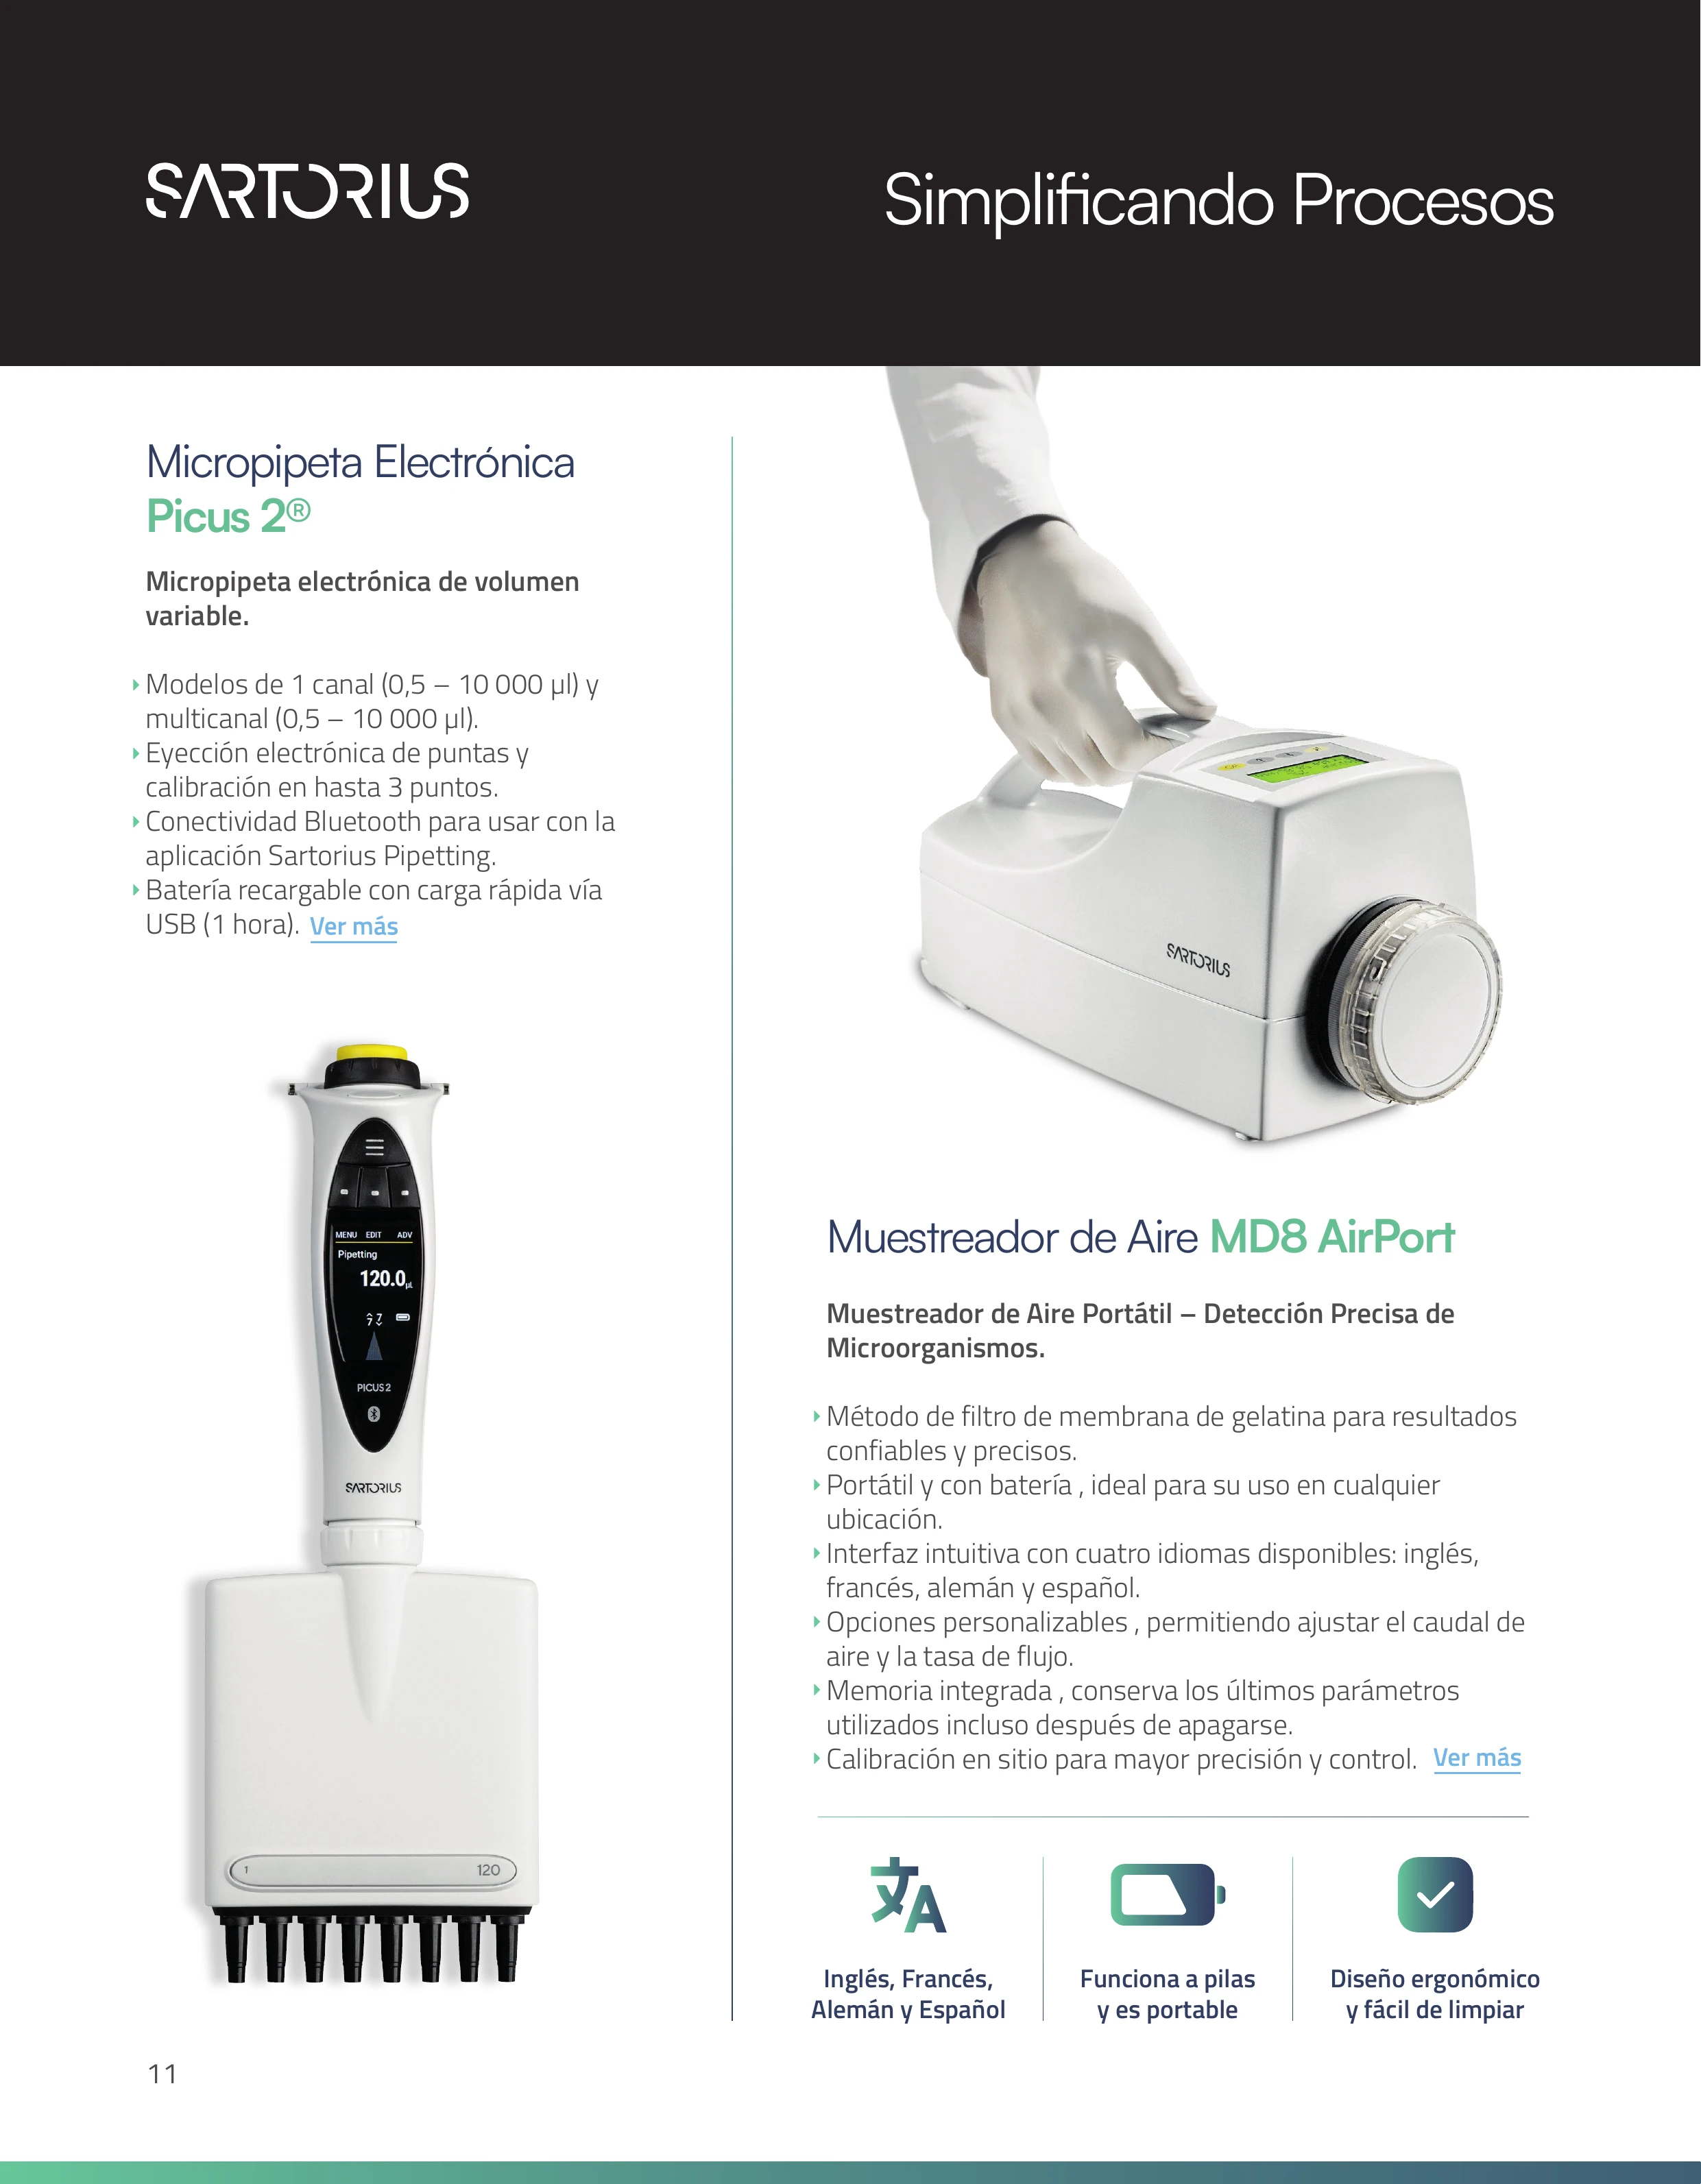 SARTORIUS
Simplificando Procesos
Micropipeta Electrónica
Picus 2®
Micropipeta electrónica de volumen
variable.
Modelos de 1 canal (0,5 – 10 000 µl) y
multicanal (0,5 – 10 000 µl).
Eyección electrónica de puntas y
calibración en hasta 3 puntos.
Conectividad Bluetooth para usar con la
aplicación Sartorius Pipetting.
Batería recargable con carga rápida vía
USB (1 hora). Ver más
MENU EDIT ADV
Pipetting
120.0 µL
PICUS 2
SARTORIUS
1 120
SARTORIUS
Muestreador de Aire MD8 AirPort
Muestreador de Aire Portátil – Detección Precisa de
Microorganismos.
Método de filtro de membrana de gelatina para resultados
confiables y precisos.
Portátil y con batería , ideal para su uso en cualquier
ubicación.
Interfaz intuitiva con cuatro idiomas disponibles: inglés,
francés, alemán y español.
Opciones personalizables , permitiendo ajustar el caudal de
aire y la tasa de flujo.
Memoria integrada , conserva los últimos parámetros
utilizados incluso después de apagarse.
Calibración en sitio para mayor precisión y control. Ver más
Inglés, Francés,
Alemán y Español
Funciona a pilas
y es portable
Diseño ergonómico
y fácil de limpiar
11